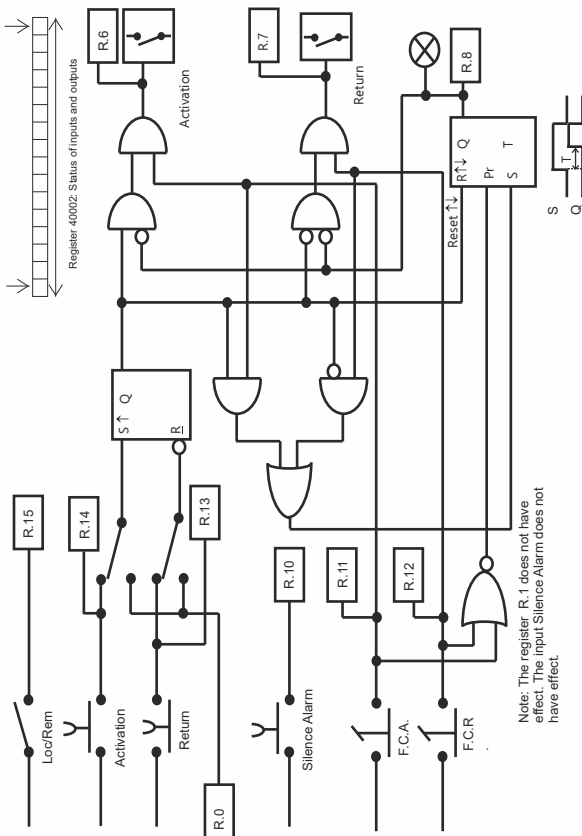 Register 40002: Status of inputs and outputs
R.15
Loc/Rem
R.14
Activation
R.13
Return
R.0
R.10
Silence Alarm
R.11
F.C.A.
R.12
F.C.R
.
S ↑ Q
R
R.6
Activation
R.7
Return
R.8
Reset ↑↓
R↑↓ Q
Pr
S T
S
T
Q
Note: The register R.1 does not have
effect. The input Silence Alarm does not
have effect.